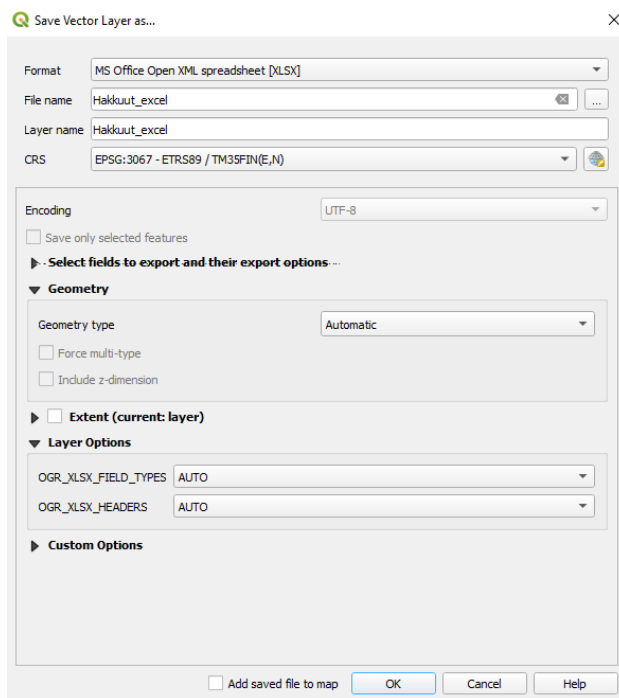 Save Vector Layer as...
Format MS Office Open XML spreadsheet [XLSX]
File name Hakkuut_excel ...
Layer name Hakkuut_excel
CRS EPSG:3067 - ETRS89 / TM35FIN(E,N)
Encoding UTF-8
Save only selected features
Select fields to export and their export options
Geometry
Geometry type Automatic
Force multi-type
Include z-dimension
Extent (current: layer)
Layer Options
OGR_XLSX_FIELD_TYPES AUTO
OGR_XLSX_HEADERS AUTO
Custom Options
Add saved file to map OK Cancel Help